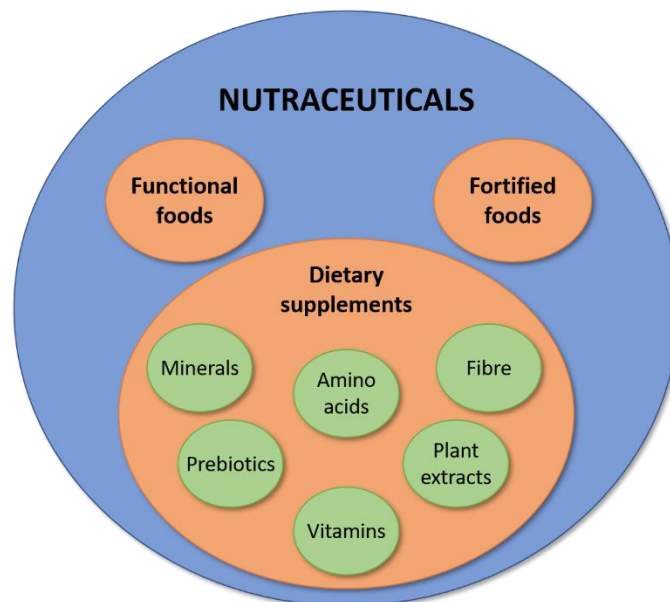 NUTRACEUTICALS
Functional
foods
Fortified
foods
Dietary
supplements
Minerals
Amino
acids
Fibre
Prebiotics
Plant
extracts
Vitamins